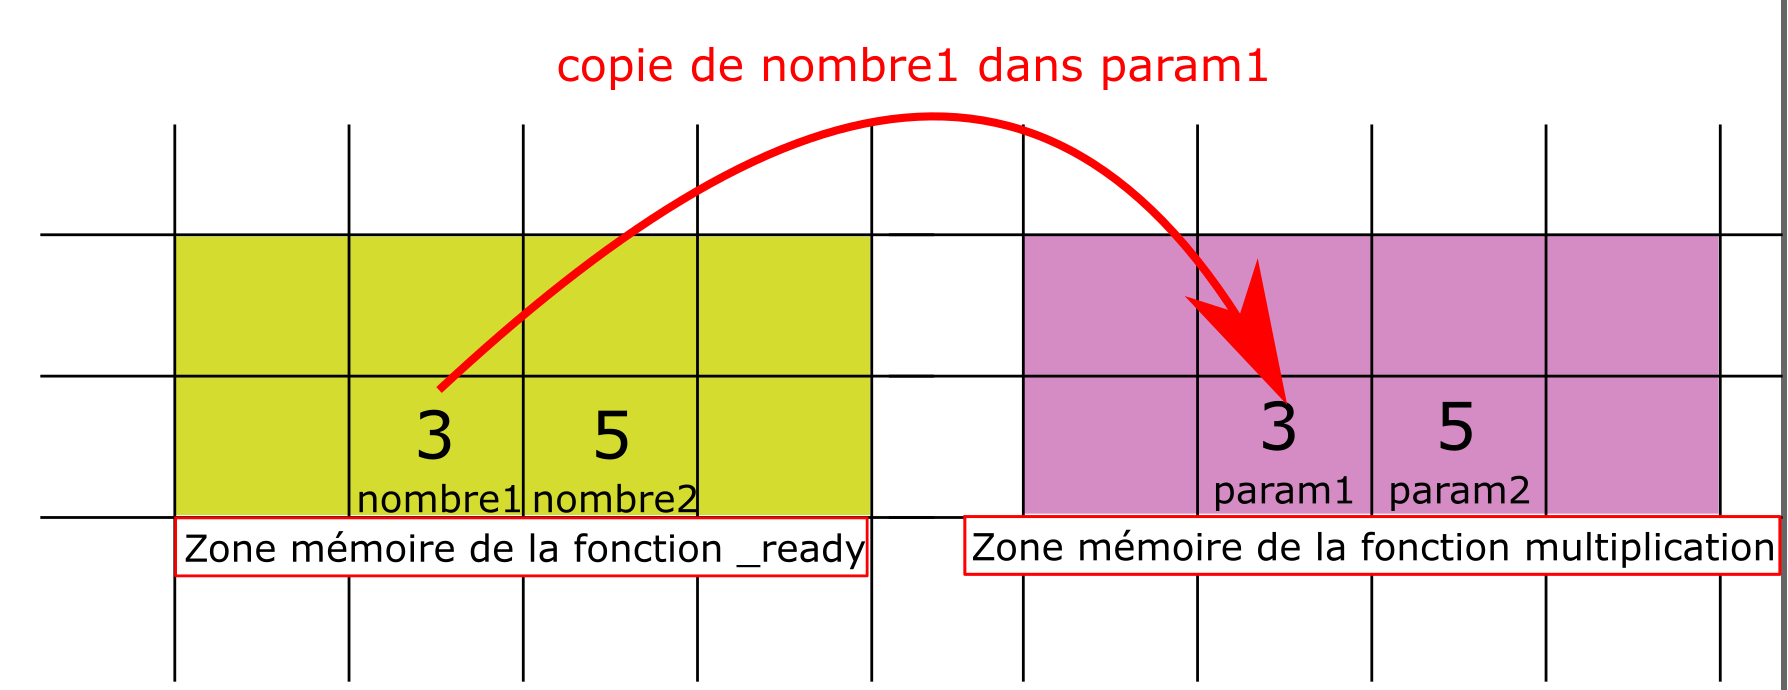 copie de nombre1 dans param1
3
5
nombre1
nombre2
Zone mémoire de la fonction _ready
3
5
param1
param2
Zone mémoire de la fonction multiplication